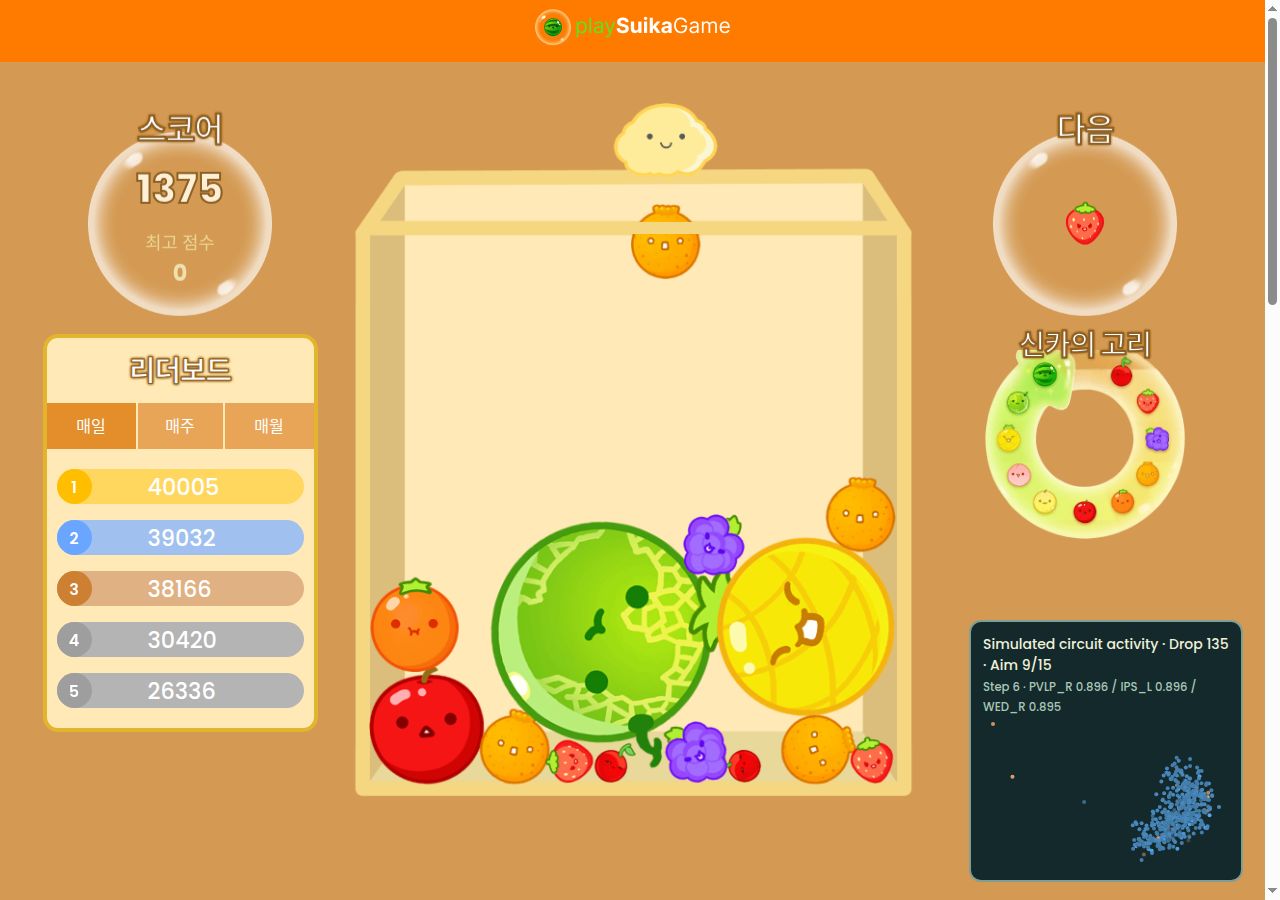 playSuikaGame
스코어
1375
최고 점수
0
리더보드
매일 매주 매월
1 40005
2 39032
3 38166
4 30420
5 26336
다음
신카의 고리
Simulated circuit activity · Drop 135
· Aim 9/15
Step 6 · PVLP_R 0.896 / IPS_L 0.896 /
WED_R 0.895